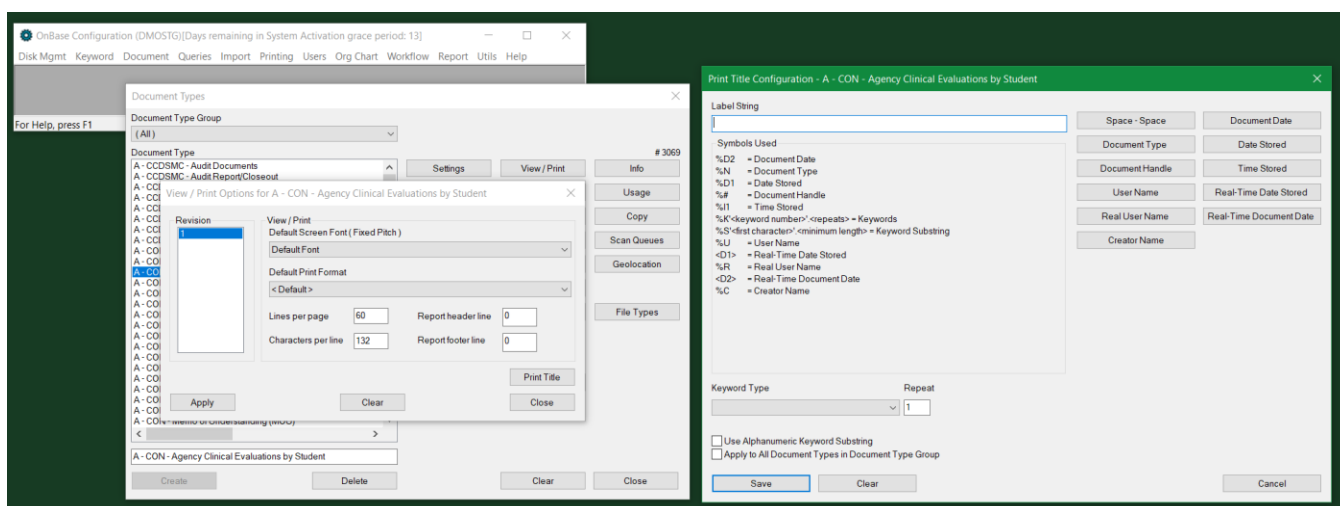 OnBase Configuration (DMOSTG)[Days remaining in System Activation grace period: 13]
Disk Mgmt Keyword Document Queries Import Printing Users Org Chart Workflow Report Utils Help
For Help, press F1
Document Types
Document Type Group
(All)
Document Type
# 3069
A - CCDSMC - Audit Documents
A - CCDSMC - Audit Report/Closeout
Settings
View / Print
Info
Usage
Copy
Scan Queues
Geolocation
File Types
A - CON - Memo of Understanding (MOU)
A - CON - Agency Clinical Evaluations by Student
Create
Delete
Clear
Close
View / Print Options for A - CON - Agency Clinical Evaluations by Student
Revision
1
View / Print
Default Screen Font ( Fixed Pitch )
Default Font
Default Print Format
< Default >
Lines per page 60 Report header line 0
Characters per line 132 Report footer line 0
Print Title
Apply
Clear
Close
Print Title Configuration - A - CON - Agency Clinical Evaluations by Student
Label String
Symbols Used
%D2 = Document Date
%N = Document Type
%D1 = Date Stored
%# = Document Handle
%I1 = Time Stored
%K'<keyword number>'.<repeats> = Keywords
%S'<first character>'.<minimum length> = Keyword Substring
%U = User Name
<D1> = Real-Time Date Stored
%R = Real User Name
<D2> = Real-Time Document Date
%C = Creator Name
Space - Space
Document Date
Document Type
Date Stored
Document Handle
Time Stored
User Name
Real-Time Date Stored
Real User Name
Real-Time Document Date
Creator Name
Keyword Type
Repeat
1
Use Alphanumeric Keyword Substring
Apply to All Document Types in Document Type Group
Save
Clear
Cancel